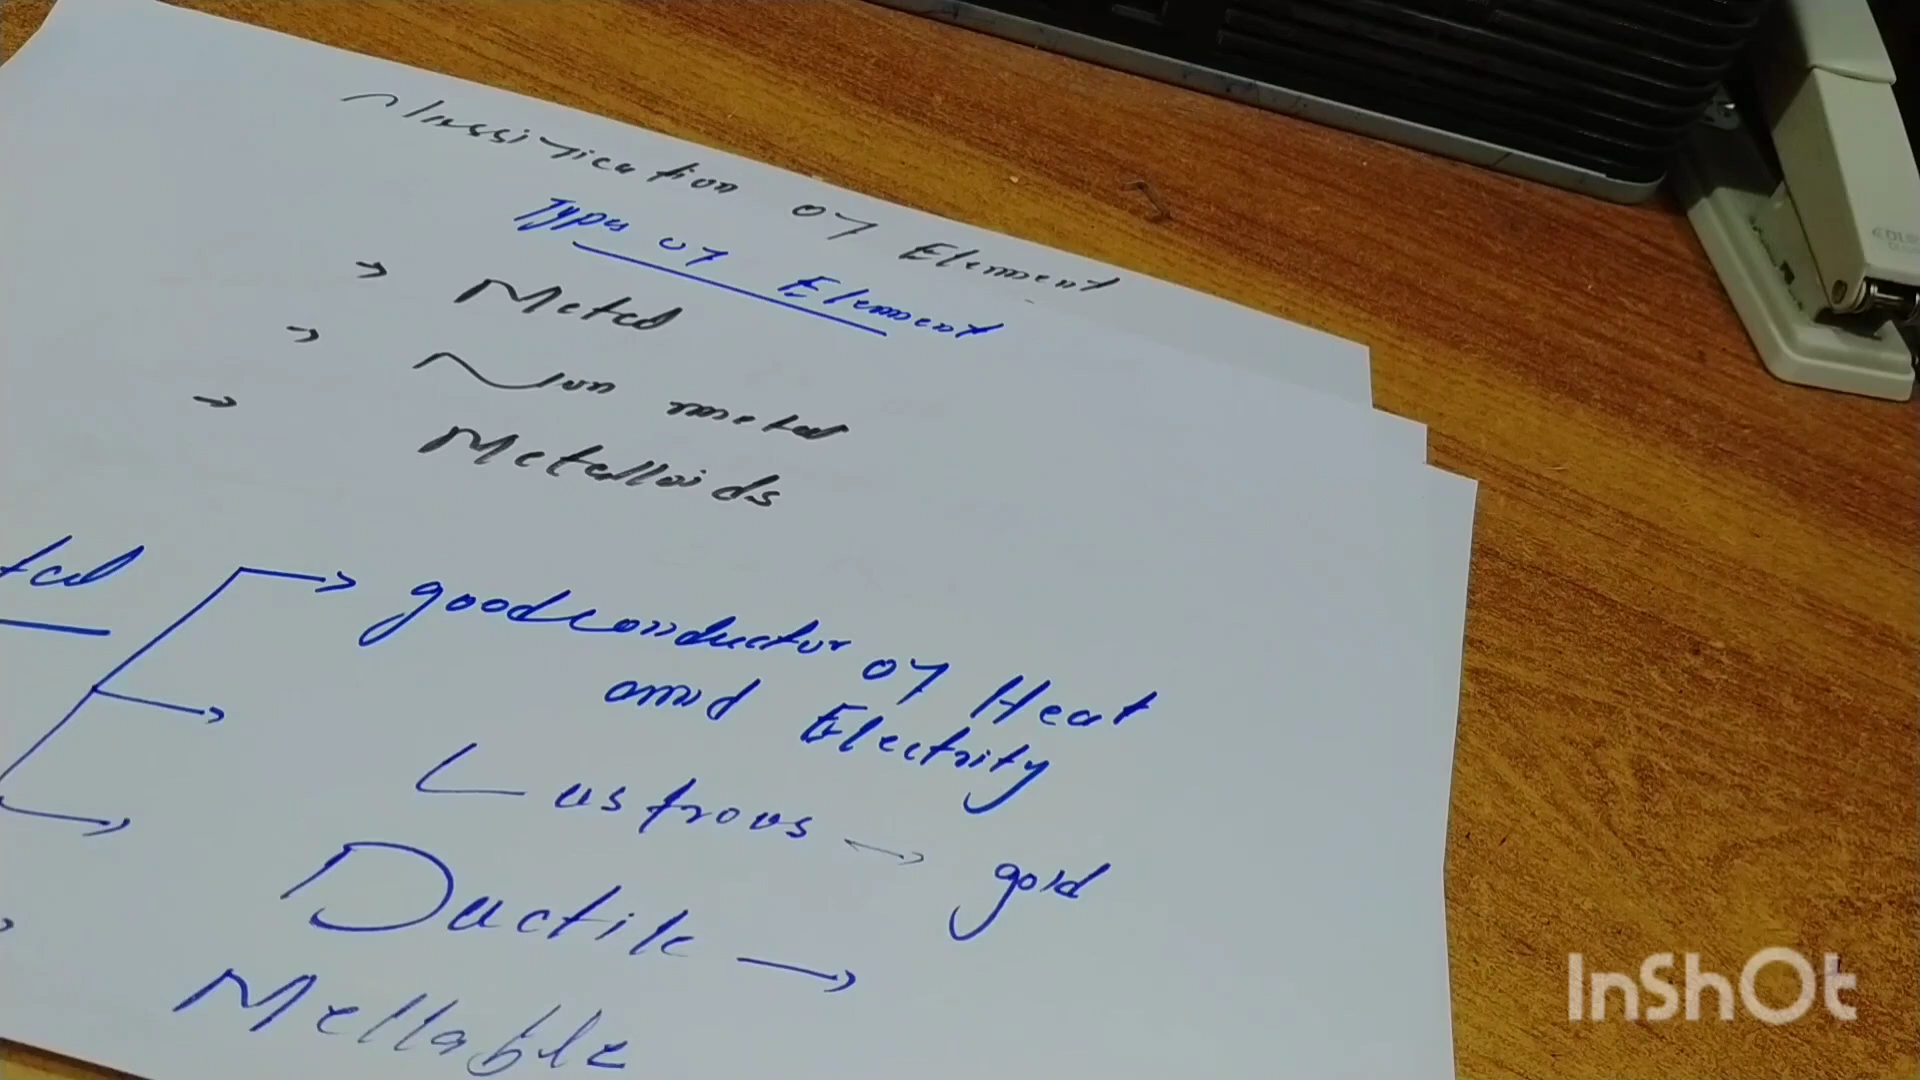 Classification of Element
Types of Element
→ Metal
→ Non metal
→ Metalloids
tal
→ good conductor of Heat
and Electrity
→ Lustrous → gold
→ Ductile →
Mellable
InShOt